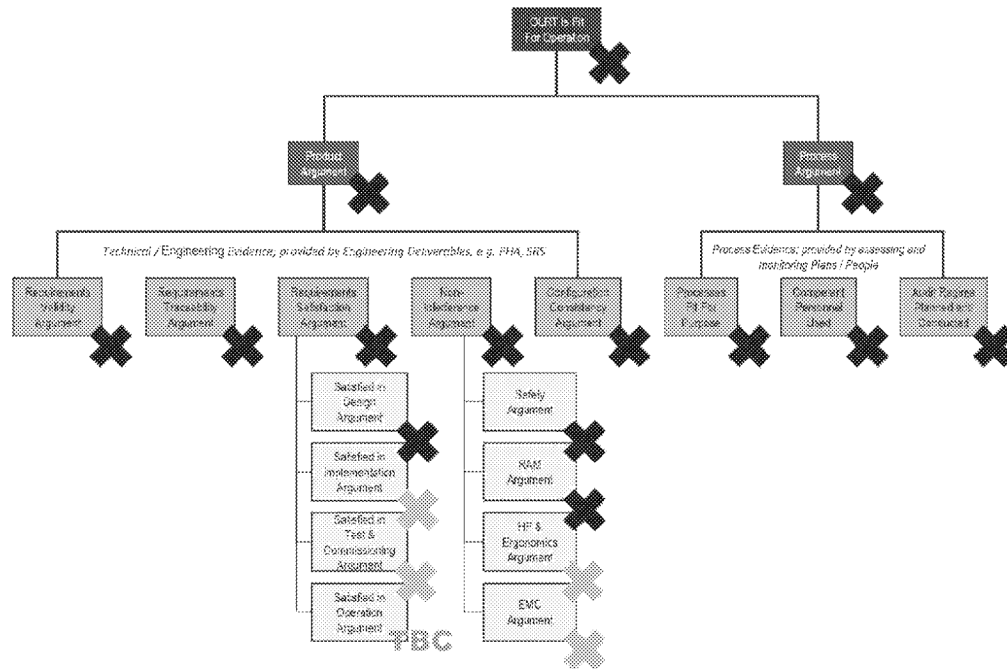 OLRT is Fit
For Operation
Product
Argument
Process
Argument
Technical / Engineering Evidence; provided by Engineering Deliverables, e.g. PHA, SRS
Process Evidence; provided by assessing and
monitoring Plans / People
Requirements
Validity
Argument
Requirements
Traceability
Argument
Requirements
Satisfaction
Argument
Non-
Interference
Argument
Configuration
Consistency
Argument
Processes
Fit For
Purpose
Competent
Personnel
Used
Audit Regime
Planned and
Conducted
Satisfied in
Design
Argument
Satisfied in
Implementation
Argument
Satisfied in
Test &
Commissioning
Argument
Satisfied in
Operation
Argument
TBC
Safety
Argument
RAM
Argument
HF &
Ergonomics
Argument
EMC
Argument